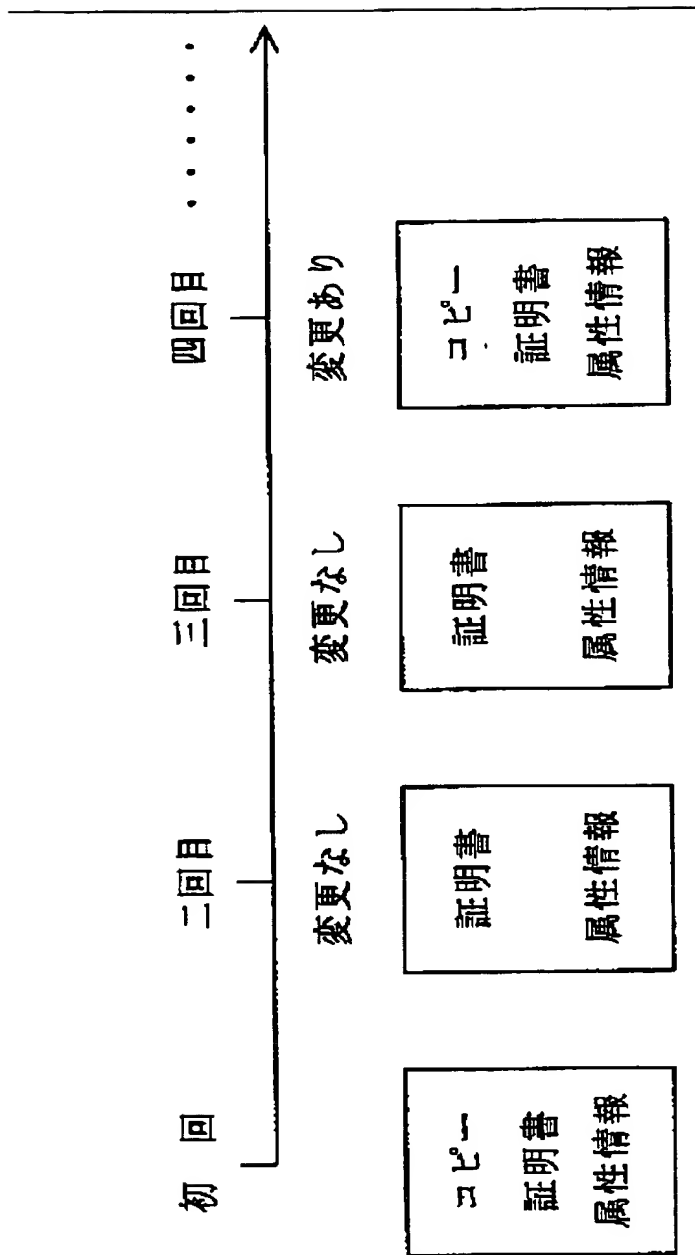 初 回
二回目
三回目
四回目
・・・・・・
変更なし
変更なし
変更あり
コピー
証明書
属性情報
証明書
属性情報
証明書
属性情報
コピー
証明書
属性情報